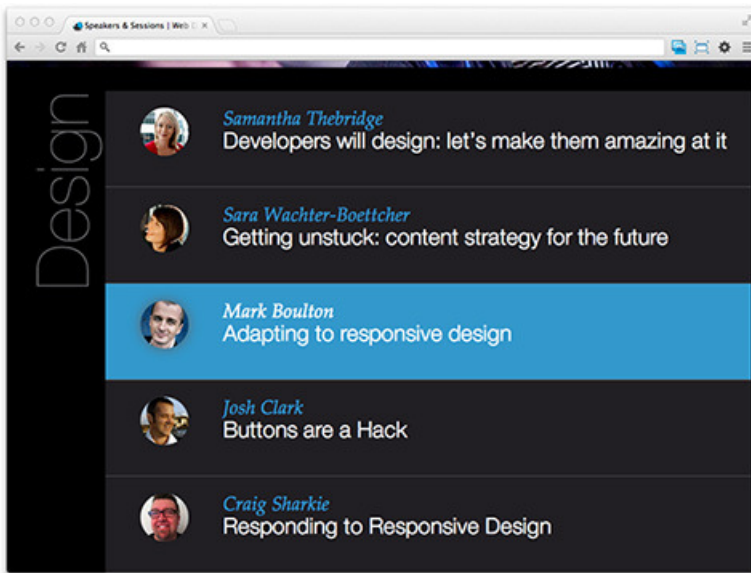 Speakers & Sessions | Web D
Design
Samantha Thebridge
Developers will design: let's make them amazing at it
Sara Wachter-Boettcher
Getting unstuck: content strategy for the future
Mark Boulton
Adapting to responsive design
Josh Clark
Buttons are a Hack
Craig Sharkie
Responding to Responsive Design